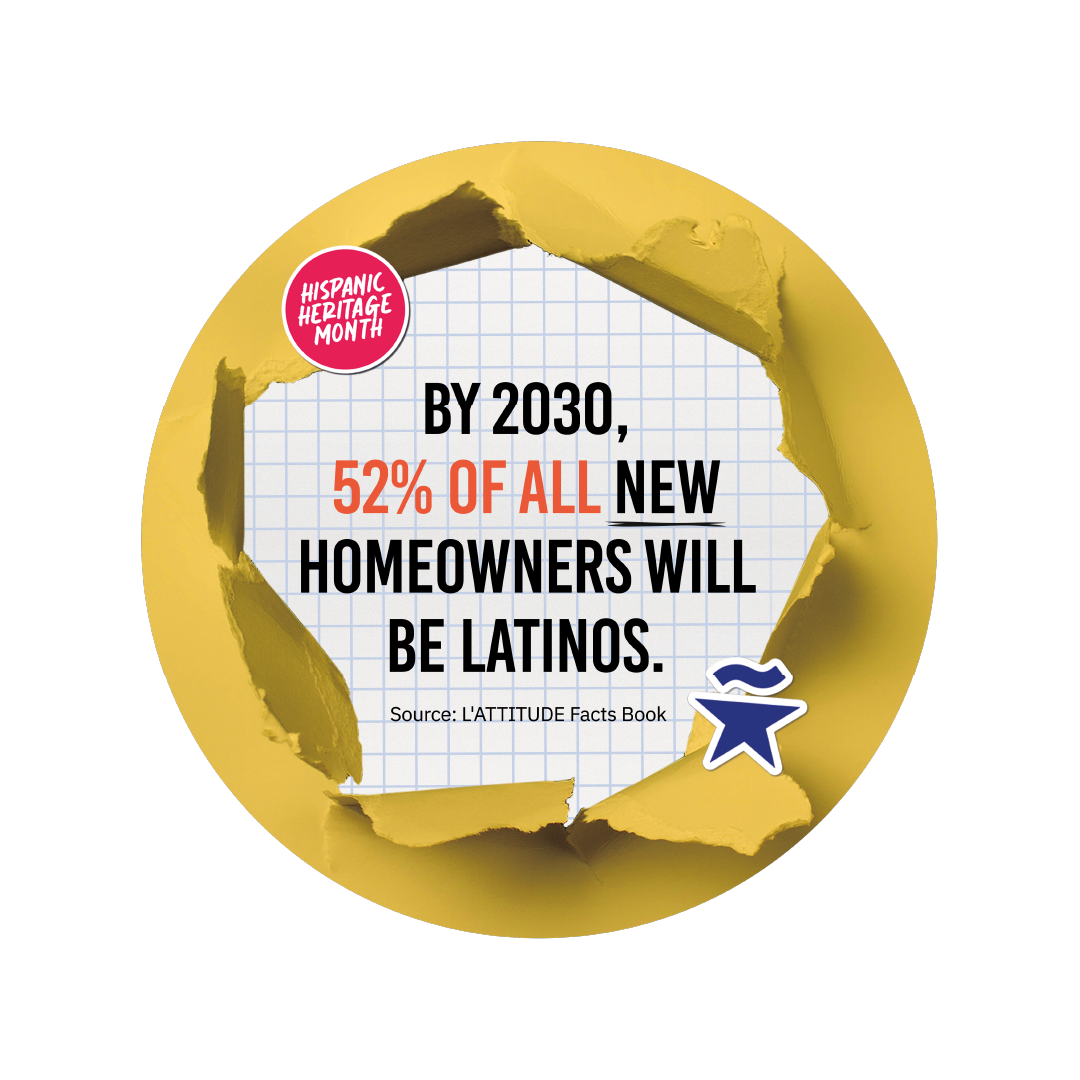 HISPANIC
HERITAGE
MONTH
BY 2030,
52% OF ALL NEW
HOMEOWNERS WILL
BE LATINOS.
Source: L'ATTITUDE Facts Book